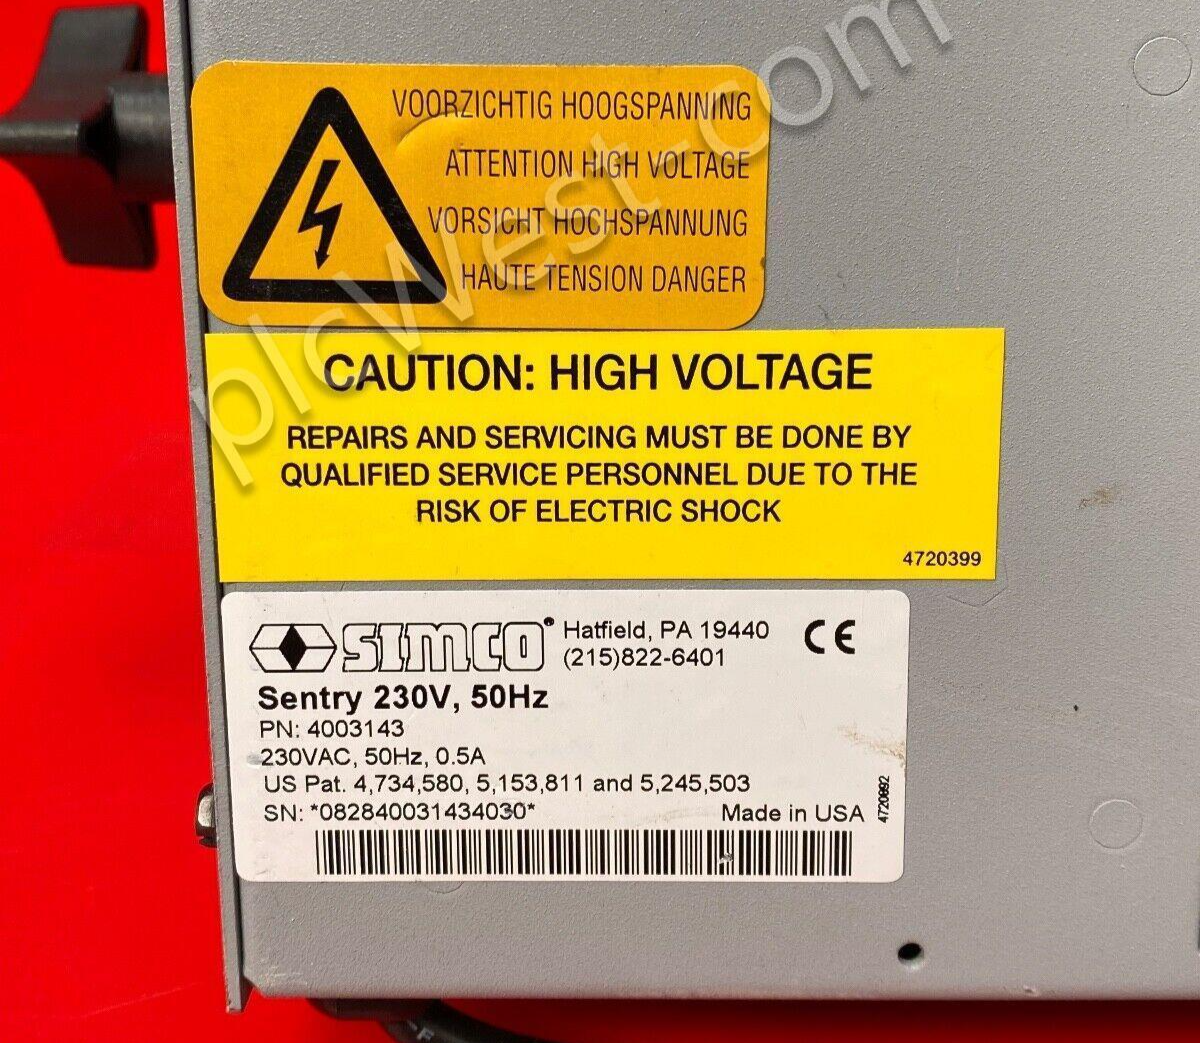 VOORZICHTIG HOOGSPANNING
ATTENTION HIGH VOLTAGE
VORSICHT HOCHSPANNUNG
HAUTE TENSION DANGER
plcwest-com
CAUTION: HIGH VOLTAGE
REPAIRS AND SERVICING MUST BE DONE BY
QUALIFIED SERVICE PERSONNEL DUE TO THE
RISK OF ELECTRIC SHOCK
4720399
SIMCO® Hatfield, PA 19440 CE
(215)822-6401
Sentry 230V, 50Hz
PN: 4003143
230VAC, 50Hz, 0.5A
US Pat. 4,734,580, 5,153,811 and 5,245,503
SN: *082840031434030* Made in USA
4720892